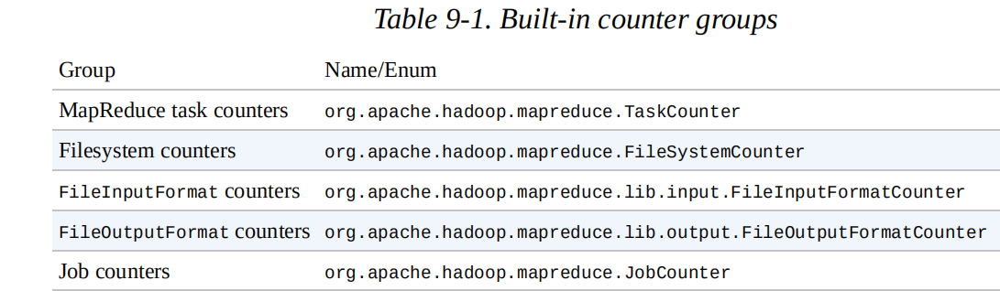 Table 9-1. Built-in counter groups
Group Name/Enum
MapReduce task counters org.apache.hadoop.mapreduce.TaskCounter
Filesystem counters org.apache.hadoop.mapreduce.FileSystemCounter
FileInputFormat counters org.apache.hadoop.mapreduce.lib.input.FileInputFormatCounter
FileOutputFormat counters org.apache.hadoop.mapreduce.lib.output.FileOutputFormatCounter
Job counters org.apache.hadoop.mapreduce.JobCounter